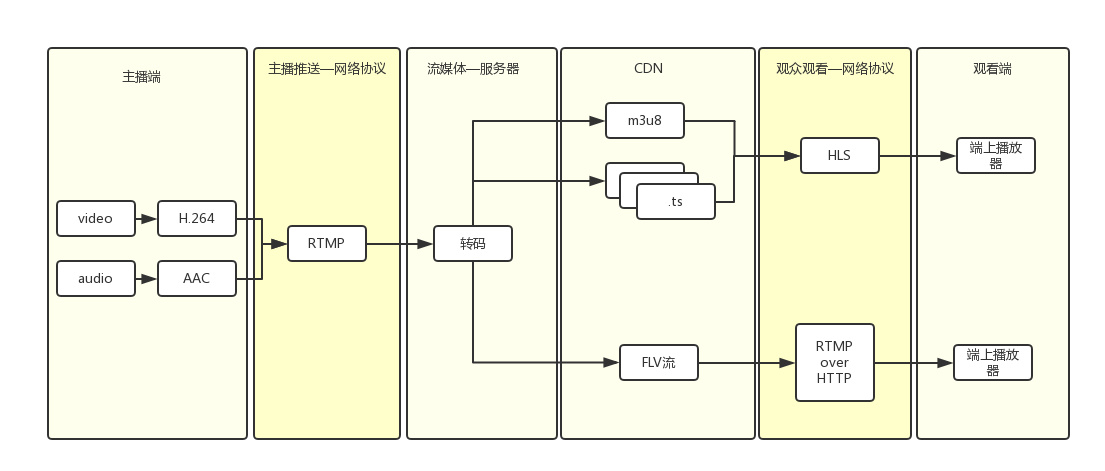 主播端
主播推送—网络协议
流媒体—服务器
CDN
观众观看—网络协议
观看端
video
H.264
audio
AAC
RTMP
转码
m3u8
.ts
FLV流
HLS
RTMP
over
HTTP
端上播放
器
端上播放
器